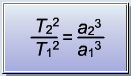 T₂²/T₁² = a₂³/a₁³